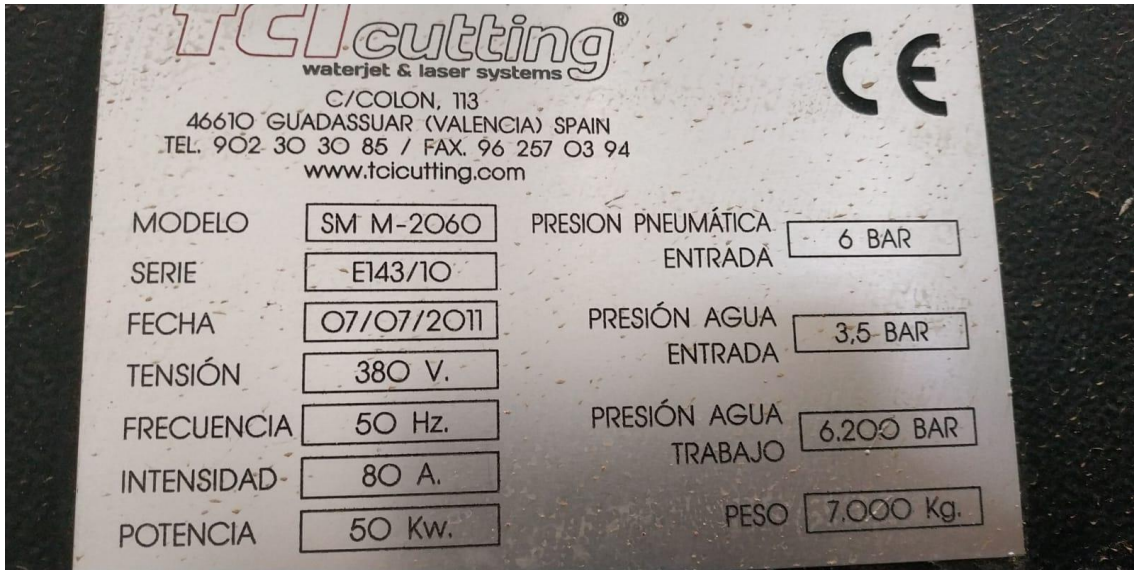 TCI cutting®
waterjet & laser systems
CE
C/COLON, 113
46610 GUADASSUAR (VALENCIA) SPAIN
TEL. 902 30 30 85 / FAX. 96 257 03 94
www.tcicutting.com
MODELO SM M-2060
SERIE E143/10
FECHA 07/07/2011
TENSIÓN 380 V.
FRECUENCIA 50 Hz.
INTENSIDAD 80 A.
POTENCIA 50 Kw.
PRESION PNEUMÁTICA
ENTRADA 6 BAR
PRESIÓN AGUA
ENTRADA 3,5 BAR
PRESIÓN AGUA
TRABAJO 6.200 BAR
PESO 7.000 Kg.